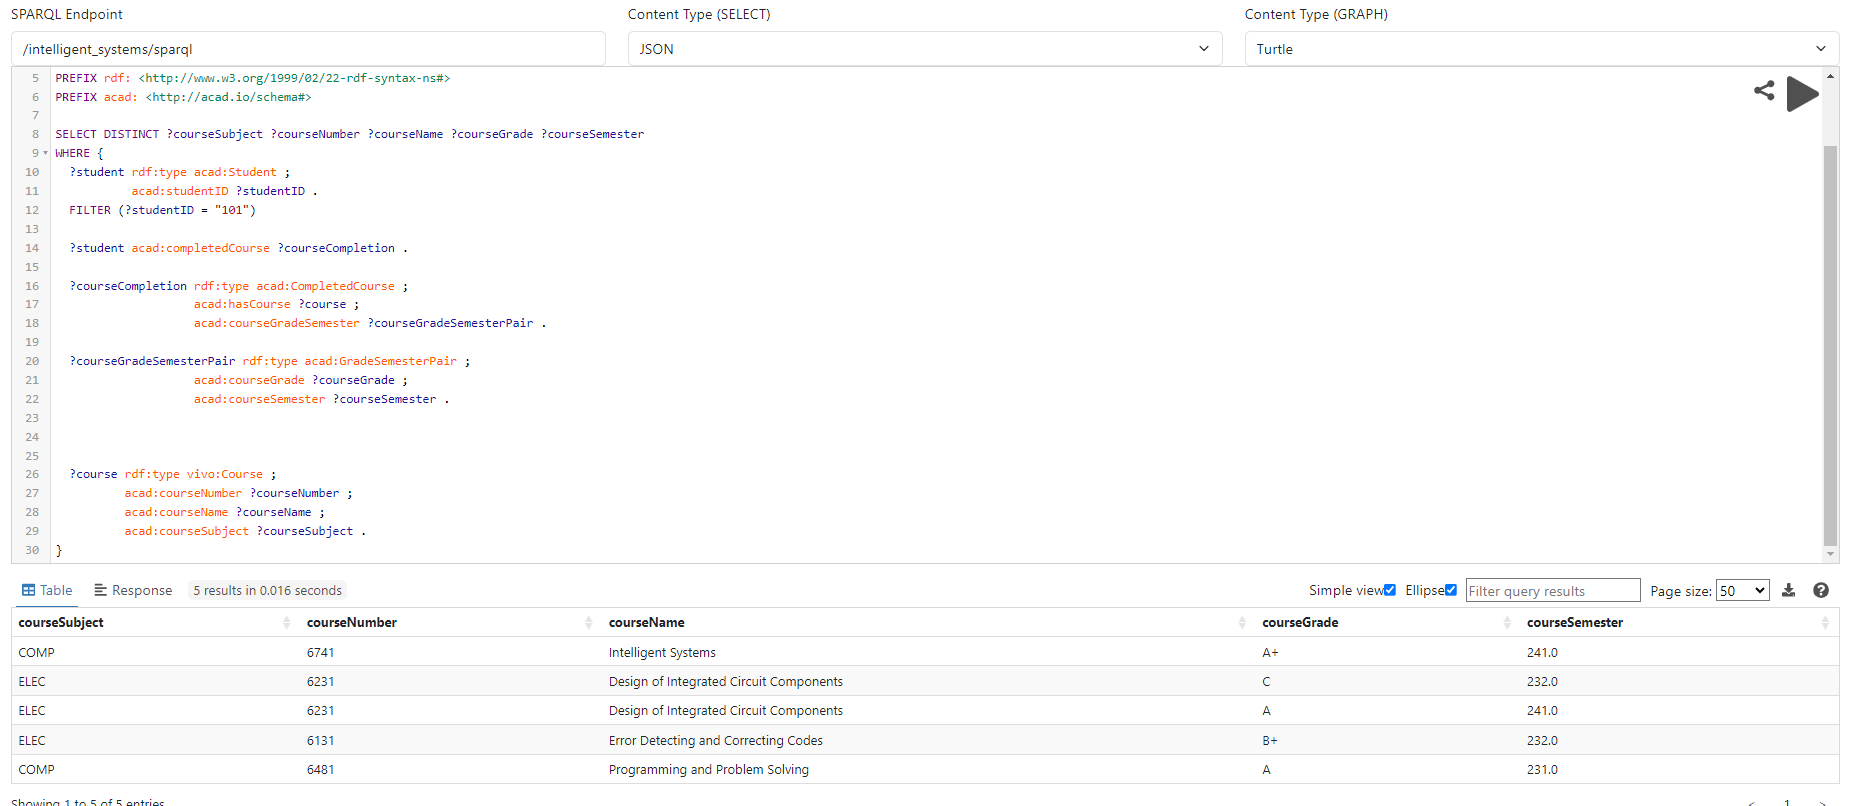 SPARQL Endpoint Content Type (SELECT) Content Type (GRAPH)
/intelligent_systems/sparql JSON Turtle
5 PREFIX rdf: <http://www.w3.org/1999/02/22-rdf-syntax-ns#>
6 PREFIX acad: <http://acad.io/schema#>
7
8 SELECT DISTINCT ?courseSubject ?courseNumber ?courseName ?courseGrade ?courseSemester
9 WHERE {
10 ?student rdf:type acad:Student ;
11 acad:studentID ?studentID .
12 FILTER (?studentID = "101")
13
14 ?student acad:completedCourse ?courseCompletion .
15
16 ?courseCompletion rdf:type acad:CompletedCourse ;
17 acad:hasCourse ?course ;
18 acad:courseGradeSemester ?courseGradeSemesterPair .
19
20 ?courseGradeSemesterPair rdf:type acad:GradeSemesterPair ;
21 acad:courseGrade ?courseGrade ;
22 acad:courseSemester ?courseSemester .
23
24
25
26 ?course rdf:type vivo:Course ;
27 acad:courseNumber ?courseNumber ;
28 acad:courseName ?courseName ;
29 acad:courseSubject ?courseSubject .
30 }
Table Response 5 results in 0.016 seconds Simple view Ellipse Filter query results Page size: 50
courseSubject courseNumber courseName courseGrade courseSemester
COMP 6741 Intelligent Systems A+ 241.0
ELEC 6231 Design of Integrated Circuit Components C 232.0
ELEC 6231 Design of Integrated Circuit Components A 241.0
ELEC 6131 Error Detecting and Correcting Codes B+ 232.0
COMP 6481 Programming and Problem Solving A 231.0
Showing 1 to 5 of 5 entries < 1 >